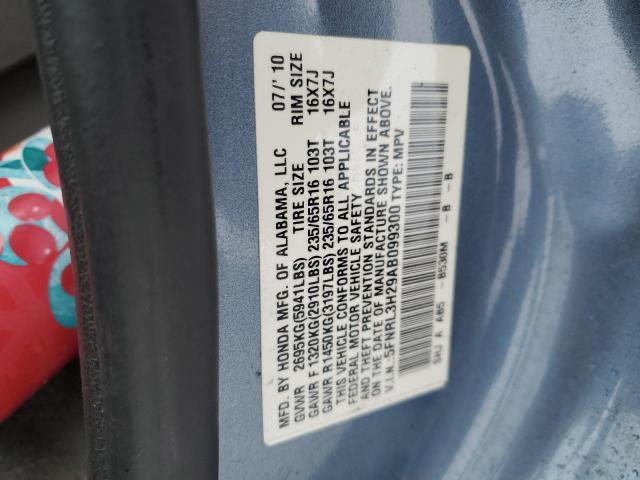 MFD. BY HONDA MFG. OF ALABAMA, LLC 07/'10
GVWR 2695KG(5941LBS) TIRE SIZE RIM SIZE
GAWR F 1320KG(2910LBS) 235/65R16 103T 16X7J
GAWR R1450KG(3197LBS) 235/65R16 103T 16X7J
THIS VEHICLE CONFORMS TO ALL APPLICABLE
FEDERAL MOTOR VEHICLE SAFETY
AND THEFT PREVENTION STANDARDS IN EFFECT
ON THE DATE OF MANUFACTURE SHOWN ABOVE.
V.I.N.:5FNRL3H29AB099300 TYPE: MPV
SHJ A AB5 - B530M - B - B